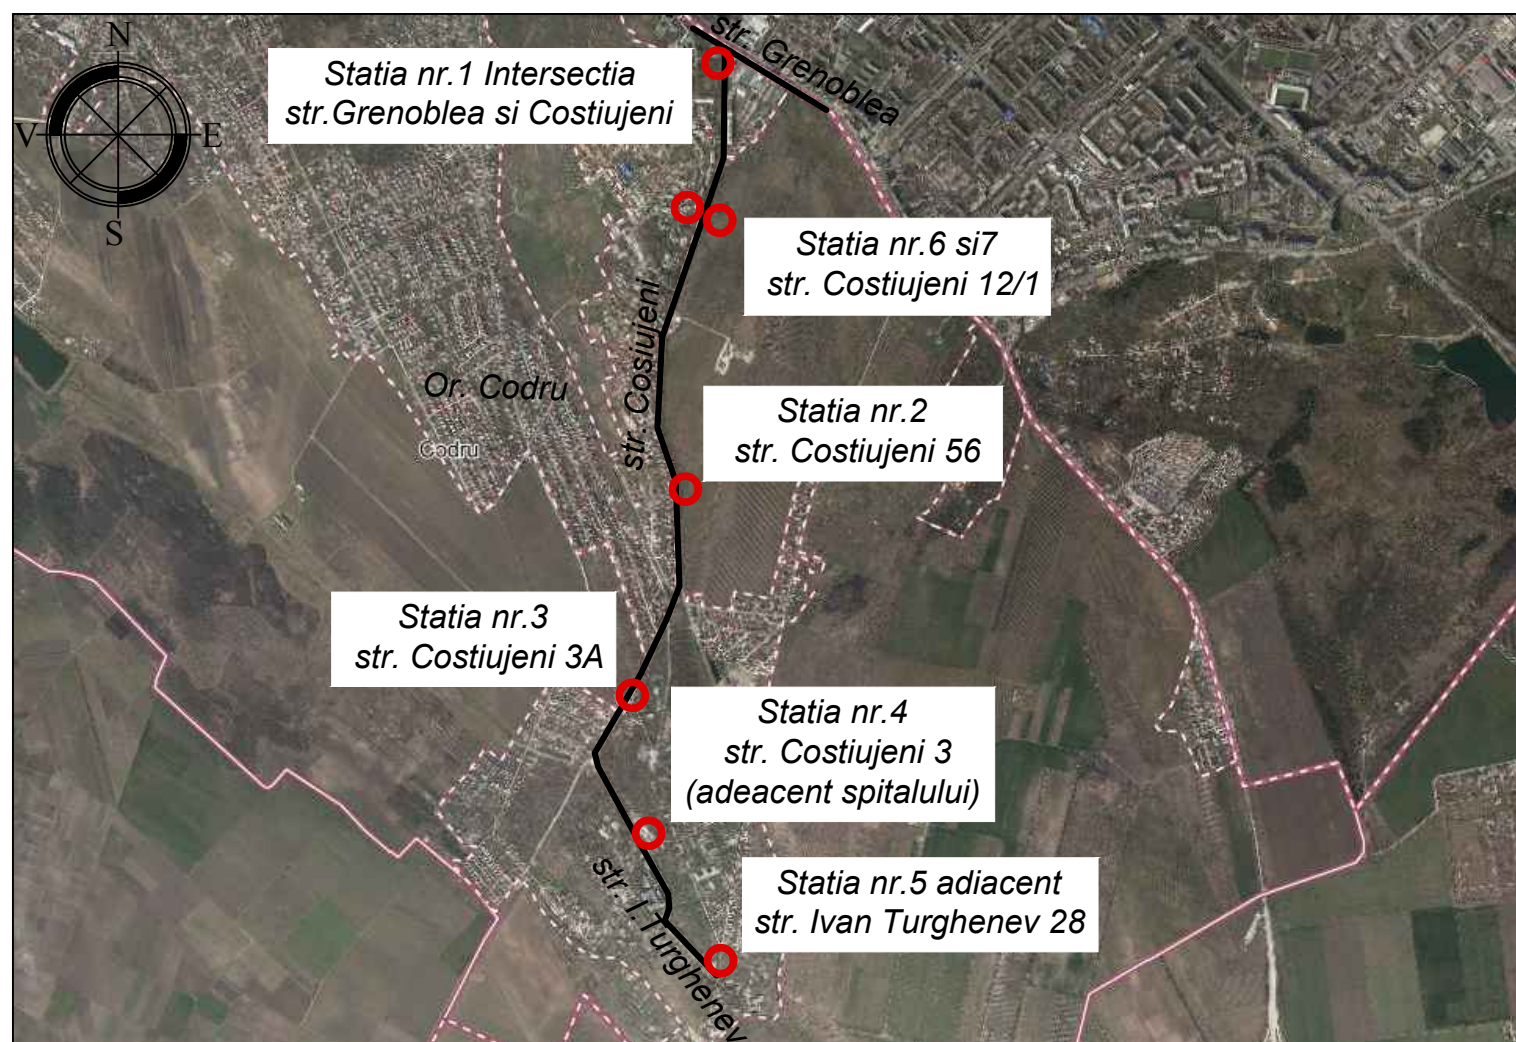 N
V
E
S
str. Grenoblea
Statia nr.1 Intersectia
str.Grenoblea si Costiujeni
Statia nr.6 si7
str. Costiujeni 12/1
str. Cosiujeni
Or. Codru
Codru
Statia nr.2
str. Costiujeni 56
Statia nr.3
str. Costiujeni 3A
Statia nr.4
str. Costiujeni 3
(adeacent spitalului)
Statia nr.5 adiacent
str. Ivan Turghenev 28
str. I.Turghenev